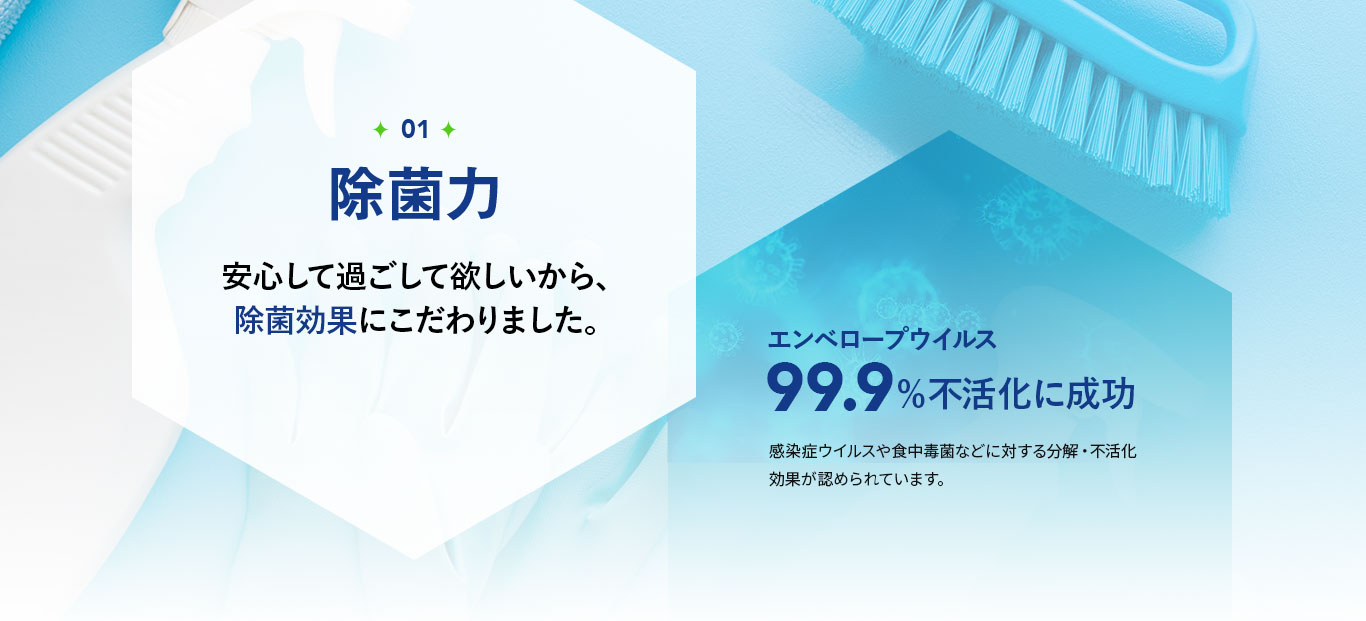 01
除菌力
安心して過ごして欲しいから、
除菌効果にこだわりました。
エンベロープウイルス
99.9%不活化に成功
感染症ウイルスや食中毒菌などに対する分解・不活化
効果が認められています。